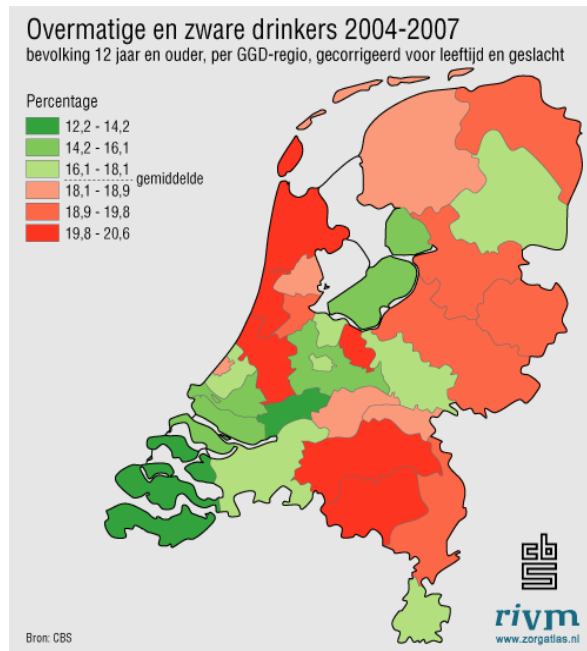 Overmatige en zware drinkers 2004-2007
bevolking 12 jaar en ouder, per GGD-regio, gecorrigeerd voor leeftijd en geslacht
Percentage
12,2 - 14,2
14,2 - 16,1
16,1 - 18,1
gemiddelde
18,1 - 18,9
18,9 - 19,8
19,8 - 20,6
cbs
rivm
www.zorgatlas.nl
Bron: CBS